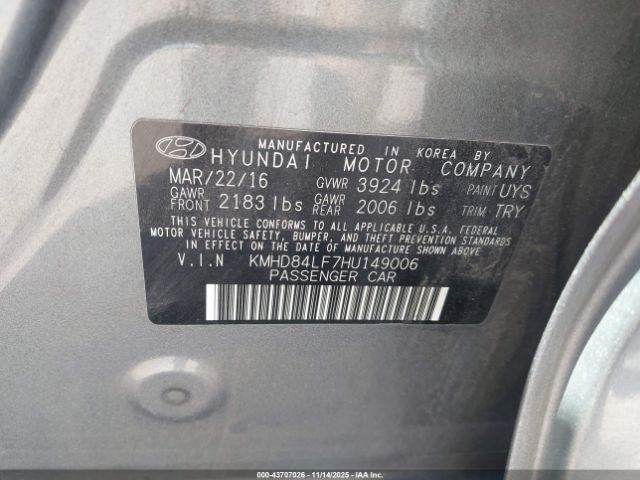 MANUFACTURED IN KOREA BY
HYUNDAI MOTOR COMPANY
MAR/22/16 GVWR 3924 lbs PAINT UYS
GAWR FRONT 2183 lbs GAWR REAR 2006 lbs TRIM TRY
THIS VEHICLE CONFORMS TO ALL APPLICABLE U.S.A. FEDERAL
MOTOR VEHICLE SAFETY, BUMPER, AND THEFT PREVENTION STANDARDS
IN EFFECT ON THE DATE OF MANUFACTURE SHOWN ABOVE
V.I.N KMHD84LF7HU149006
PASSENGER CAR
000-43707026 - 11/14/2025 - IAAI.COM